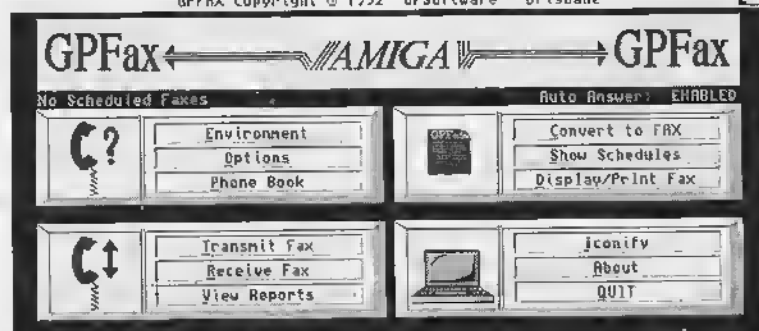 GPFAX Copyright © 1992 GPSoftware Brisbane
GPFax AMIGA GPFax
No Scheduled Faxes Auto Answer: ENABLED
Environment
Options
Phone Book
Convert to FAX
Show Schedules
Display/Print Fax
Transmit Fax
Receive Fax
View Reports
Iconify
About
QUIT